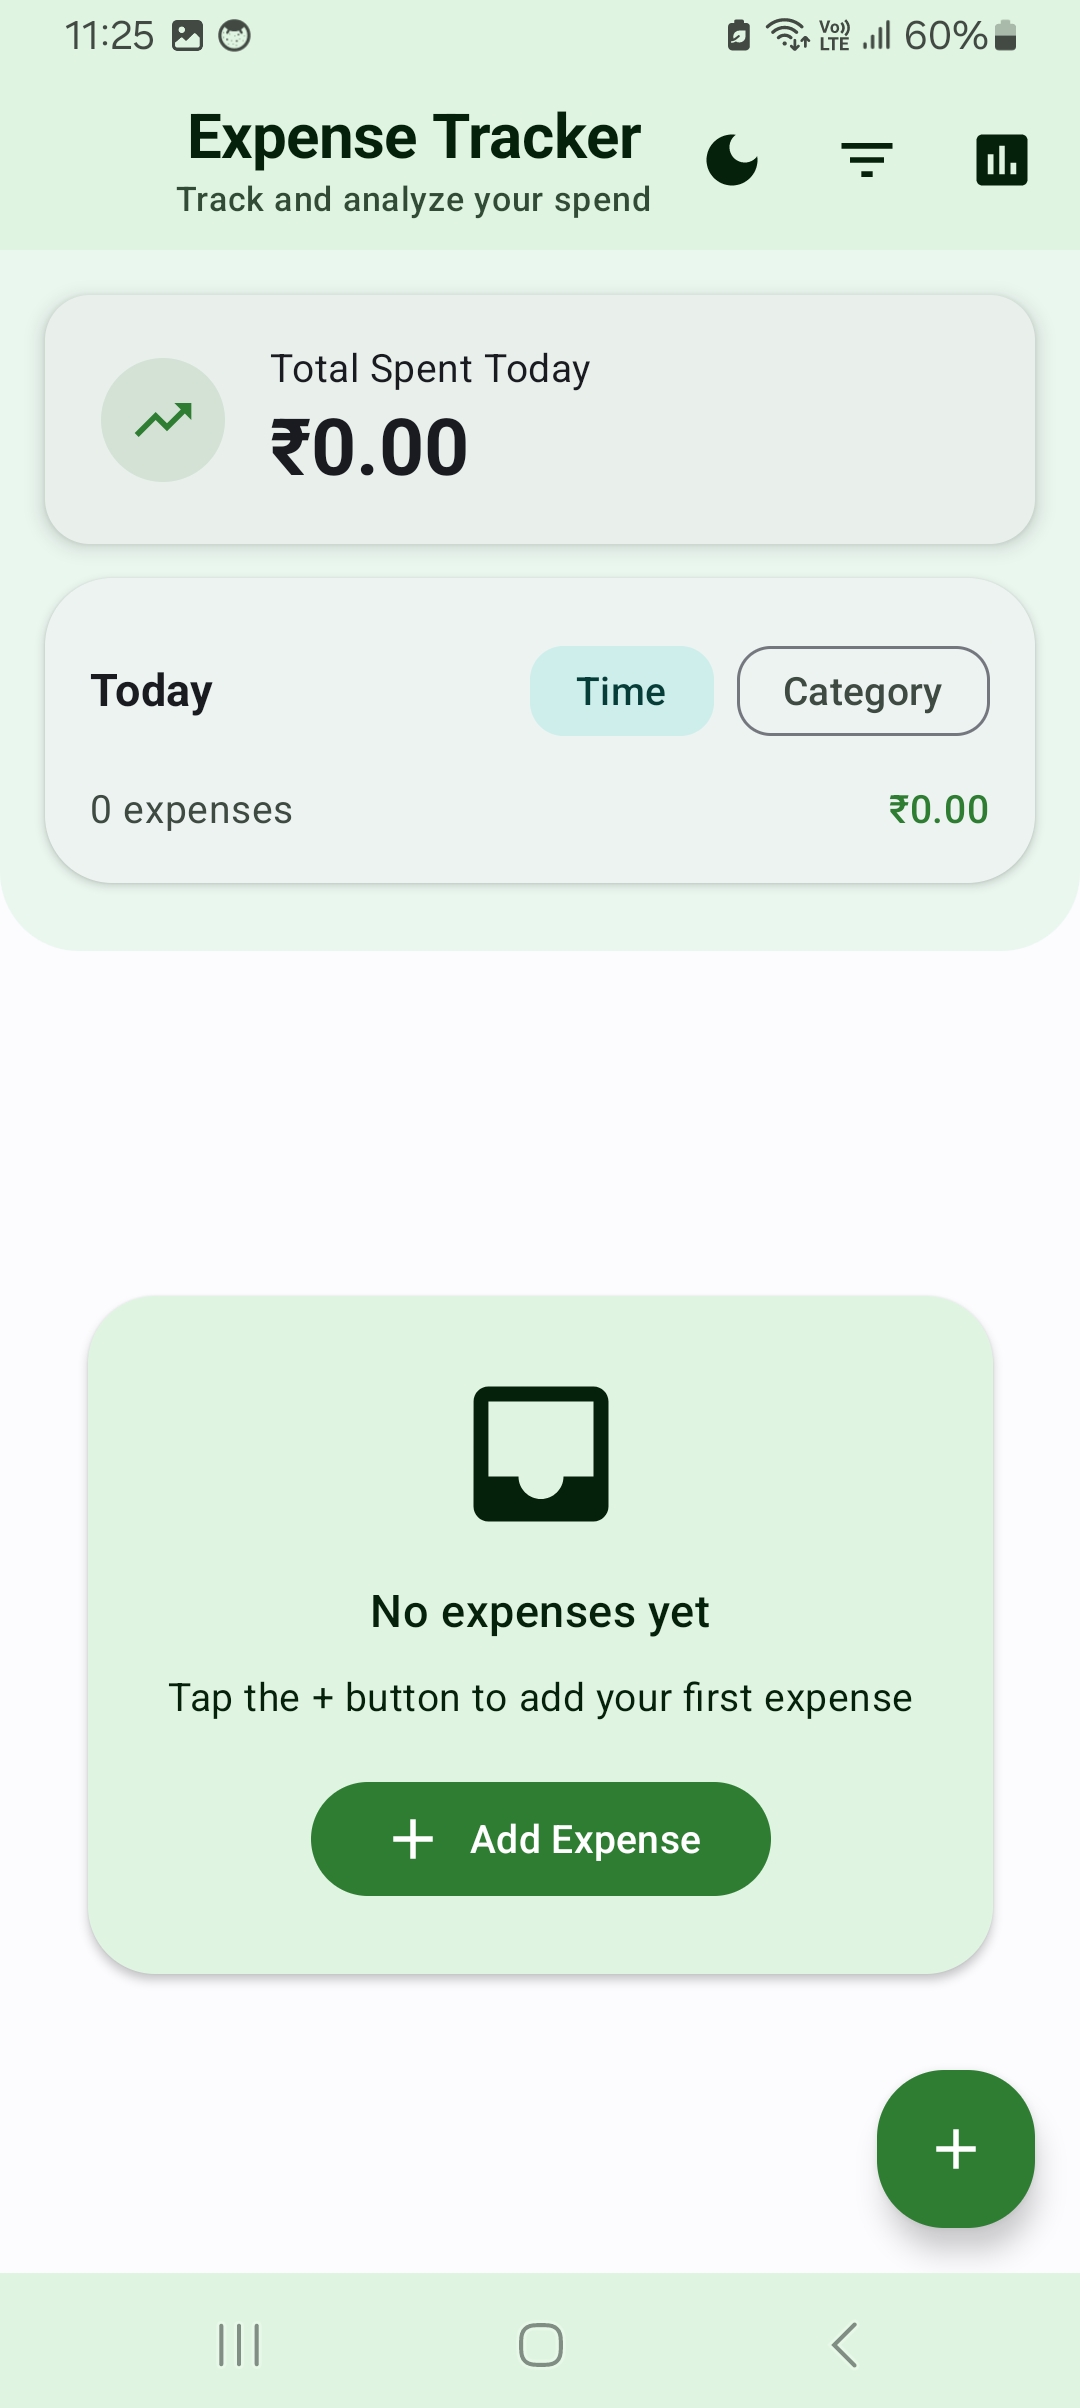 11:25
Vo)) LTE 60%
Expense Tracker
Track and analyze your spend
Total Spent Today
₹0.00
Today
Time
Category
0 expenses
₹0.00
No expenses yet
Tap the + button to add your first expense
+ Add Expense
+